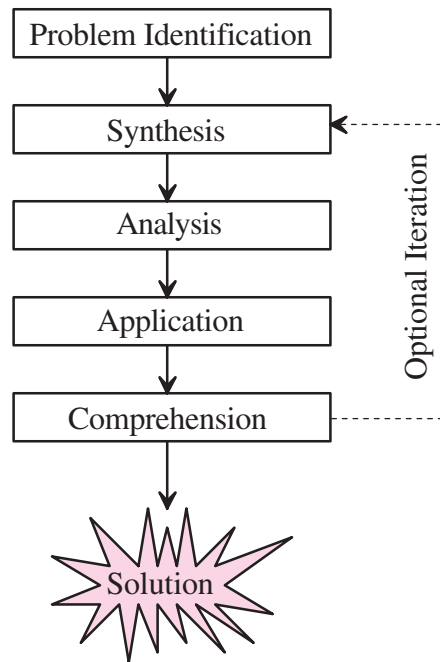 Problem Identification
Synthesis
Analysis
Application
Comprehension
Optional Iteration
Solution